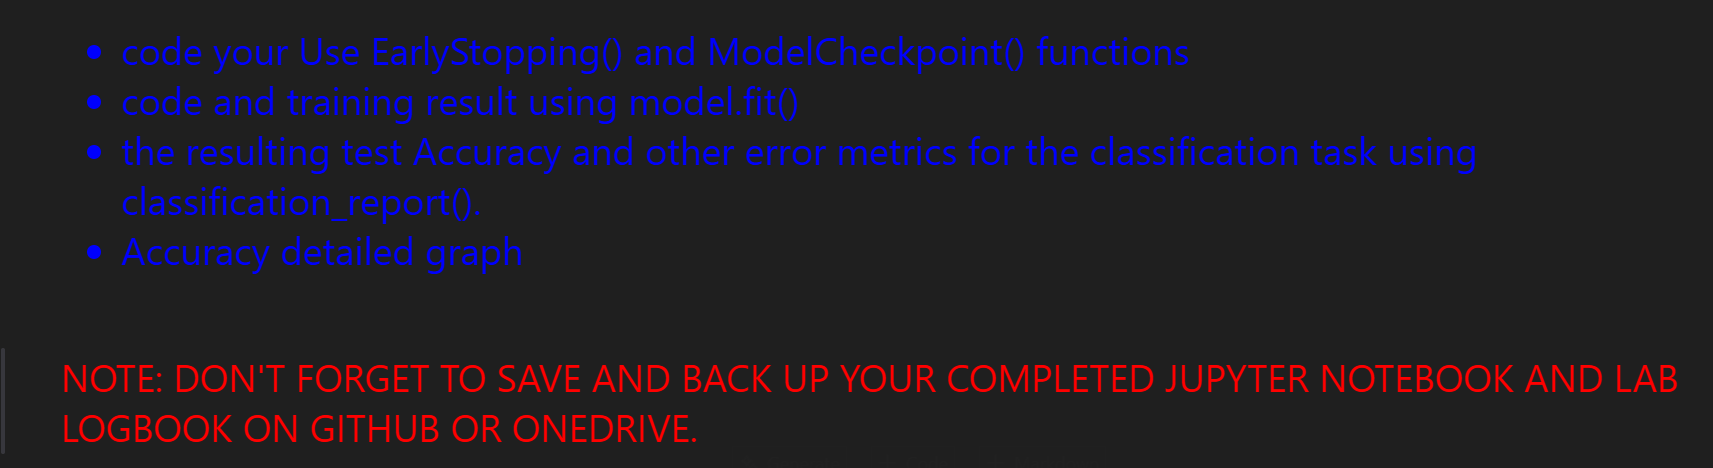 • code your Use EarlyStopping() and ModelCheckpoint() functions
• code and training result using model.fit()
• the resulting test Accuracy and other error metrics for the classification task using
classification_report().
• Accuracy detailed graph
NOTE: DON'T FORGET TO SAVE AND BACK UP YOUR COMPLETED JUPYTER NOTEBOOK AND LAB
LOGBOOK ON GITHUB OR ONEDRIVE.